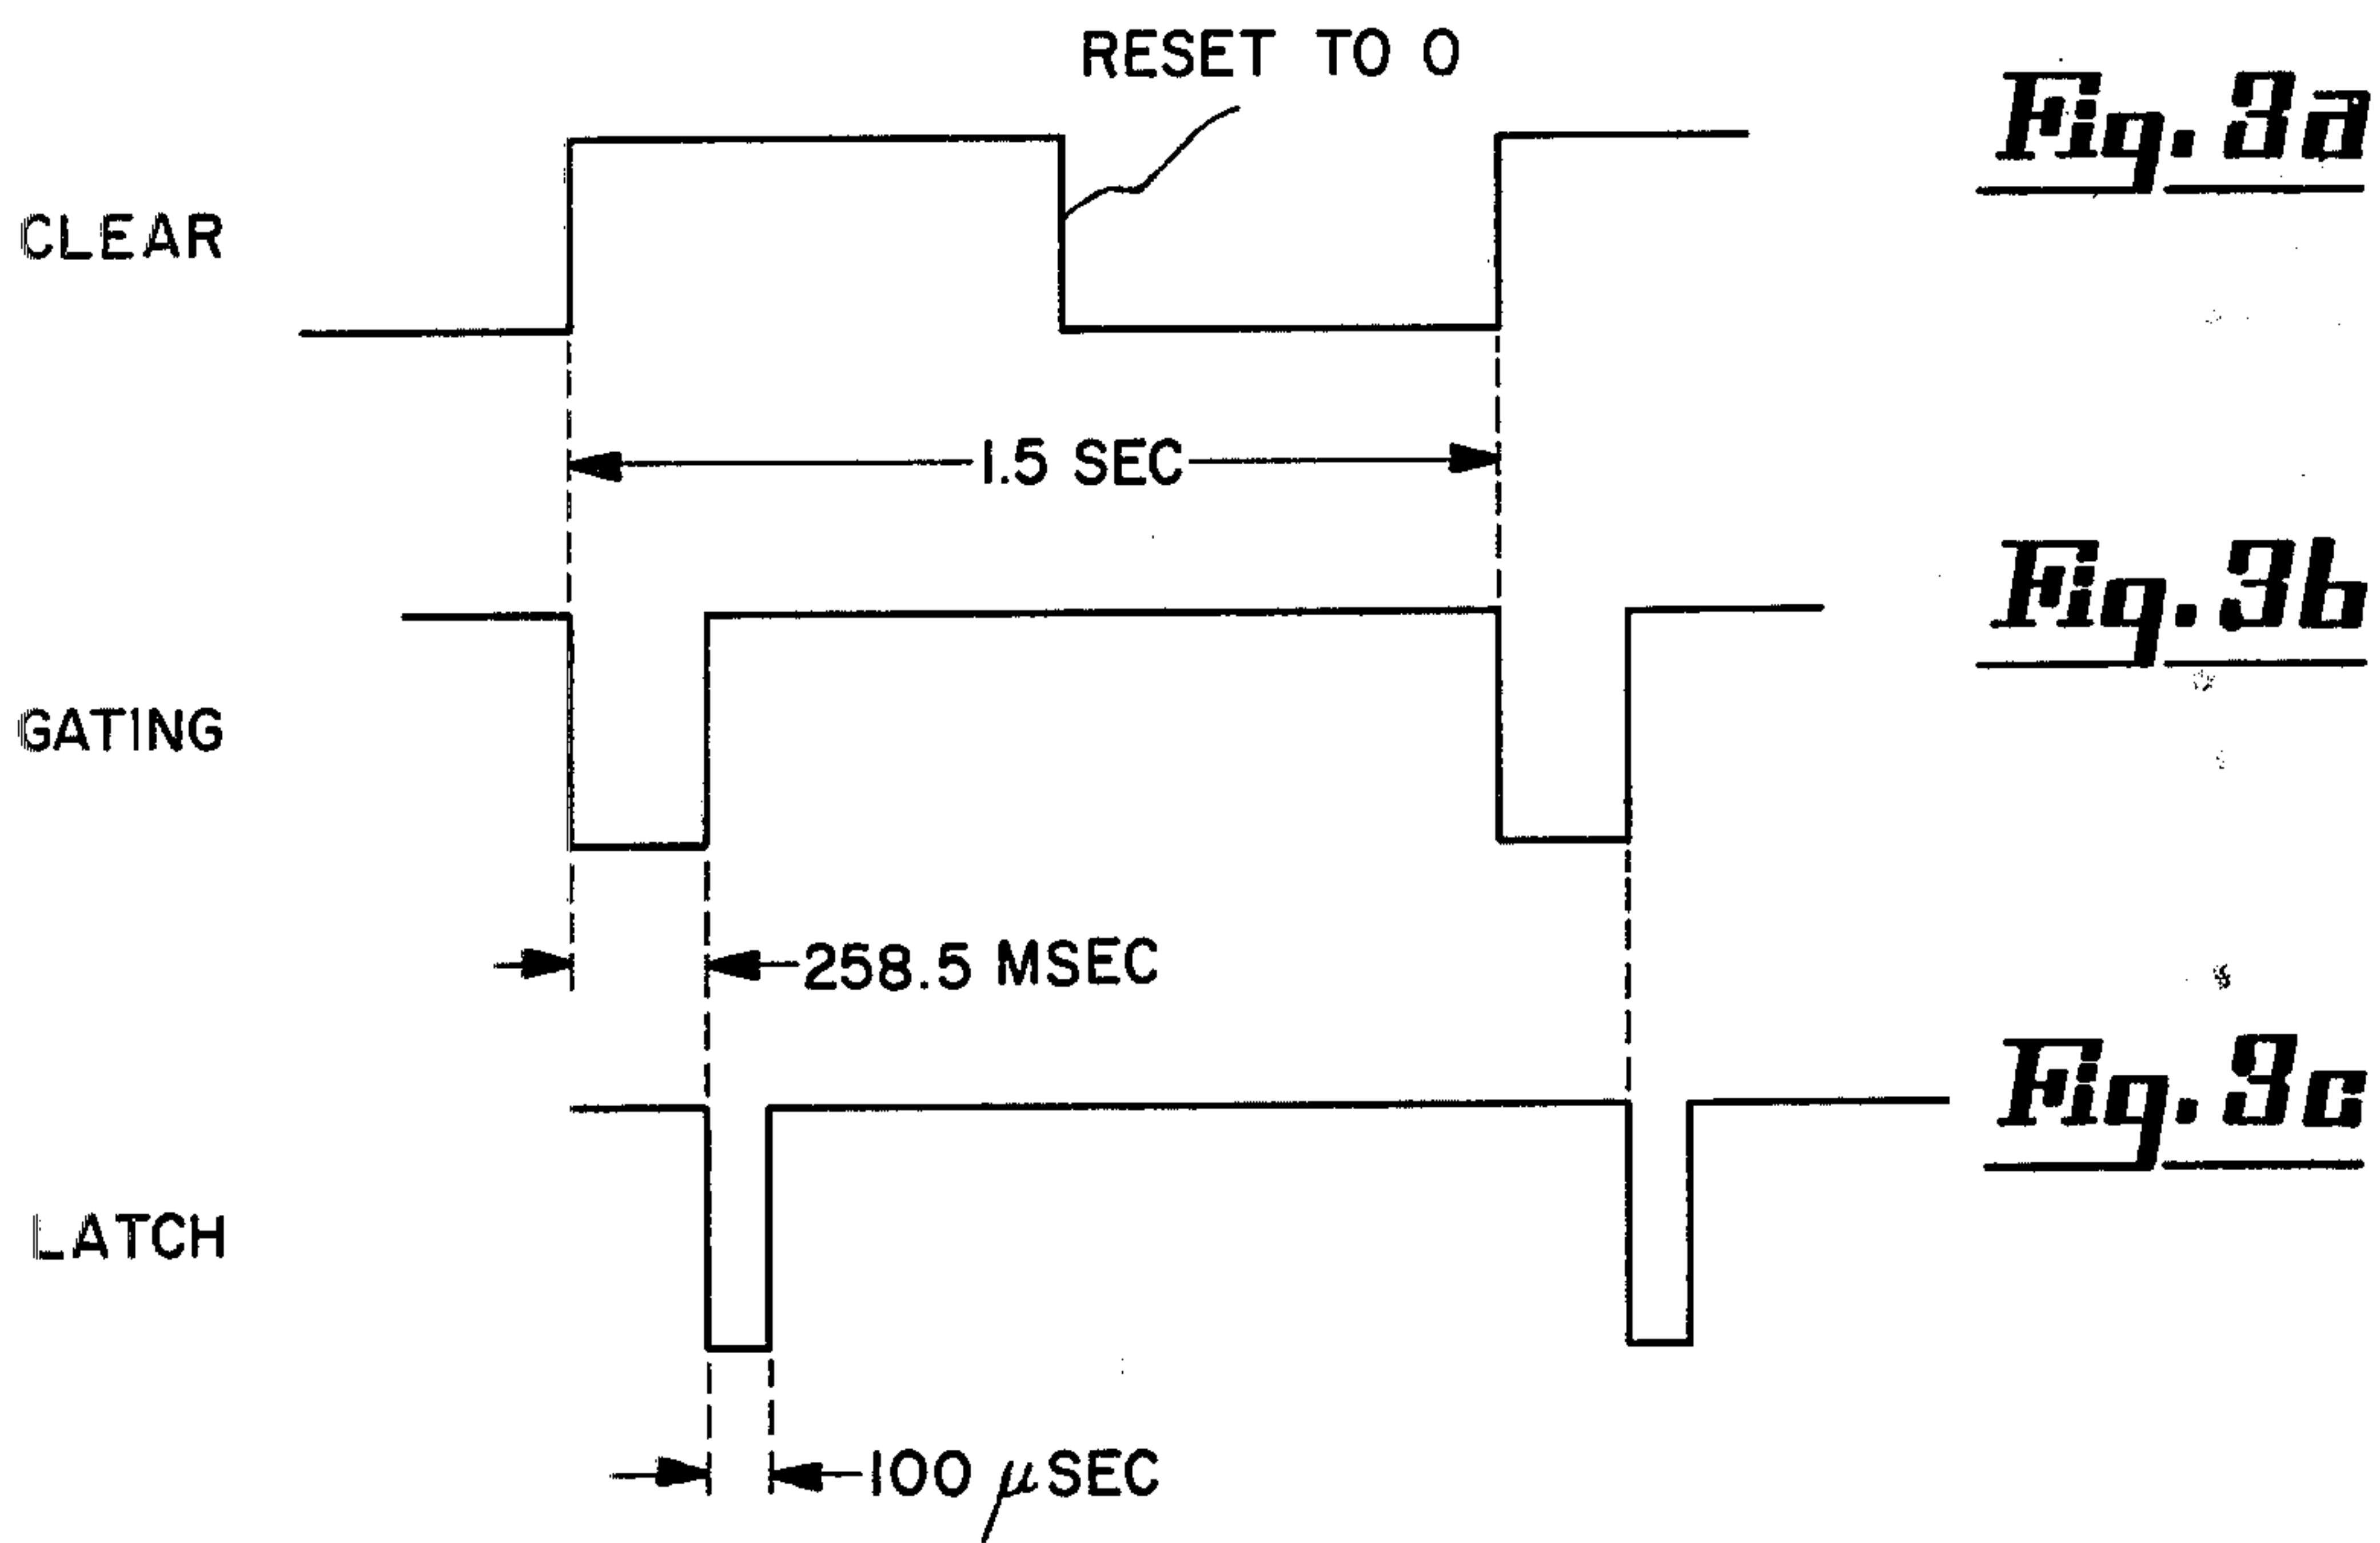 RESET TO 0
Fig. 3a
CLEAR
1.5 SEC
Fig. 3b
GATING
258.5 MSEC
Fig. 3c
LATCH
100 μSEC